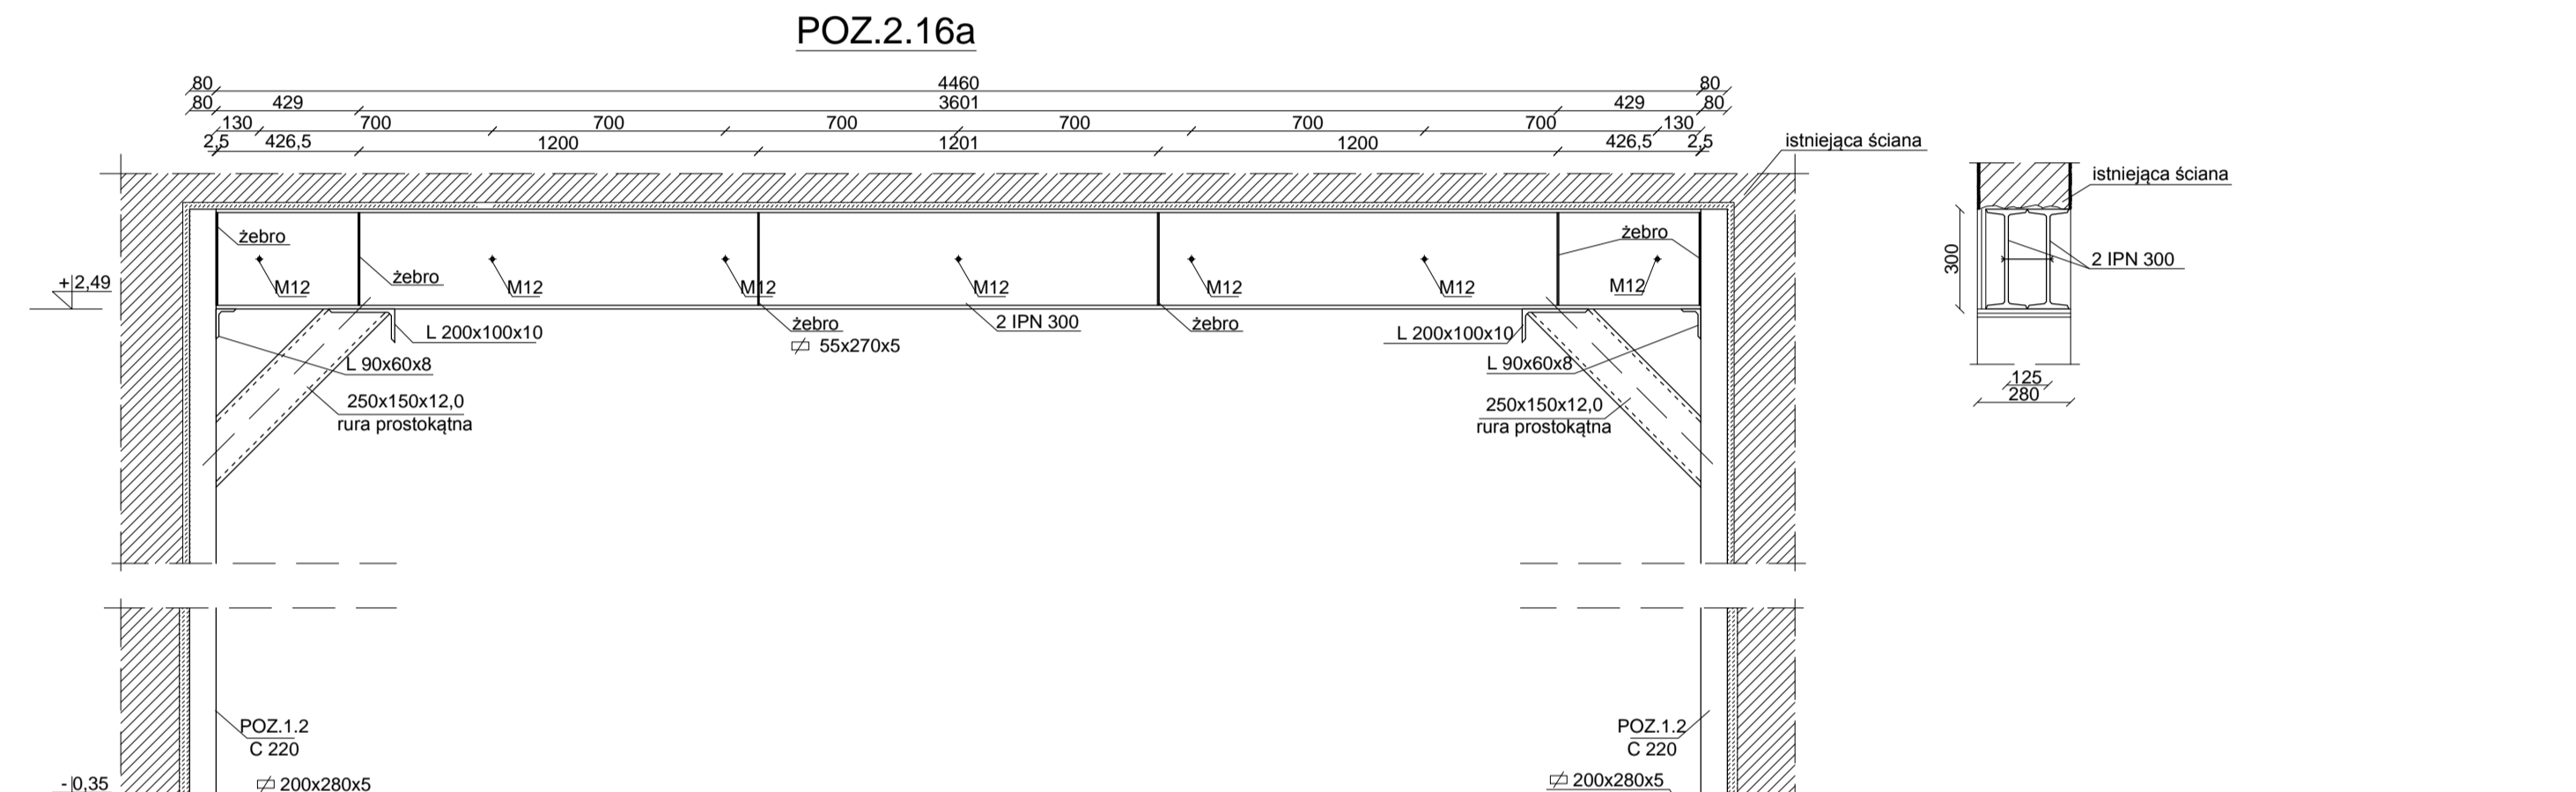 POZ.2.16a
80 4460 80
80 429 3601 429 80
130 700 700 700 700 700 700 130
2,5 426,5 1200 1201 1200 426,5 2,5
istniejąca ściana
istniejąca ściana
żebro żebro
+2,49
żebro
M12 M12 M12 M12 M12 M12 M12
300
2 IPN 300
L 200x100x10 żebro 2 IPN 300 żebro L 200x100x10
55x270x5
L 90x60x8 L 90x60x8
125
280
250x150x12,0 250x150x12,0
rura prostokątna rura prostokątna
POZ.1.2 POZ.1.2
C 220 C 220
-0,35 200x280x5 200x280x5